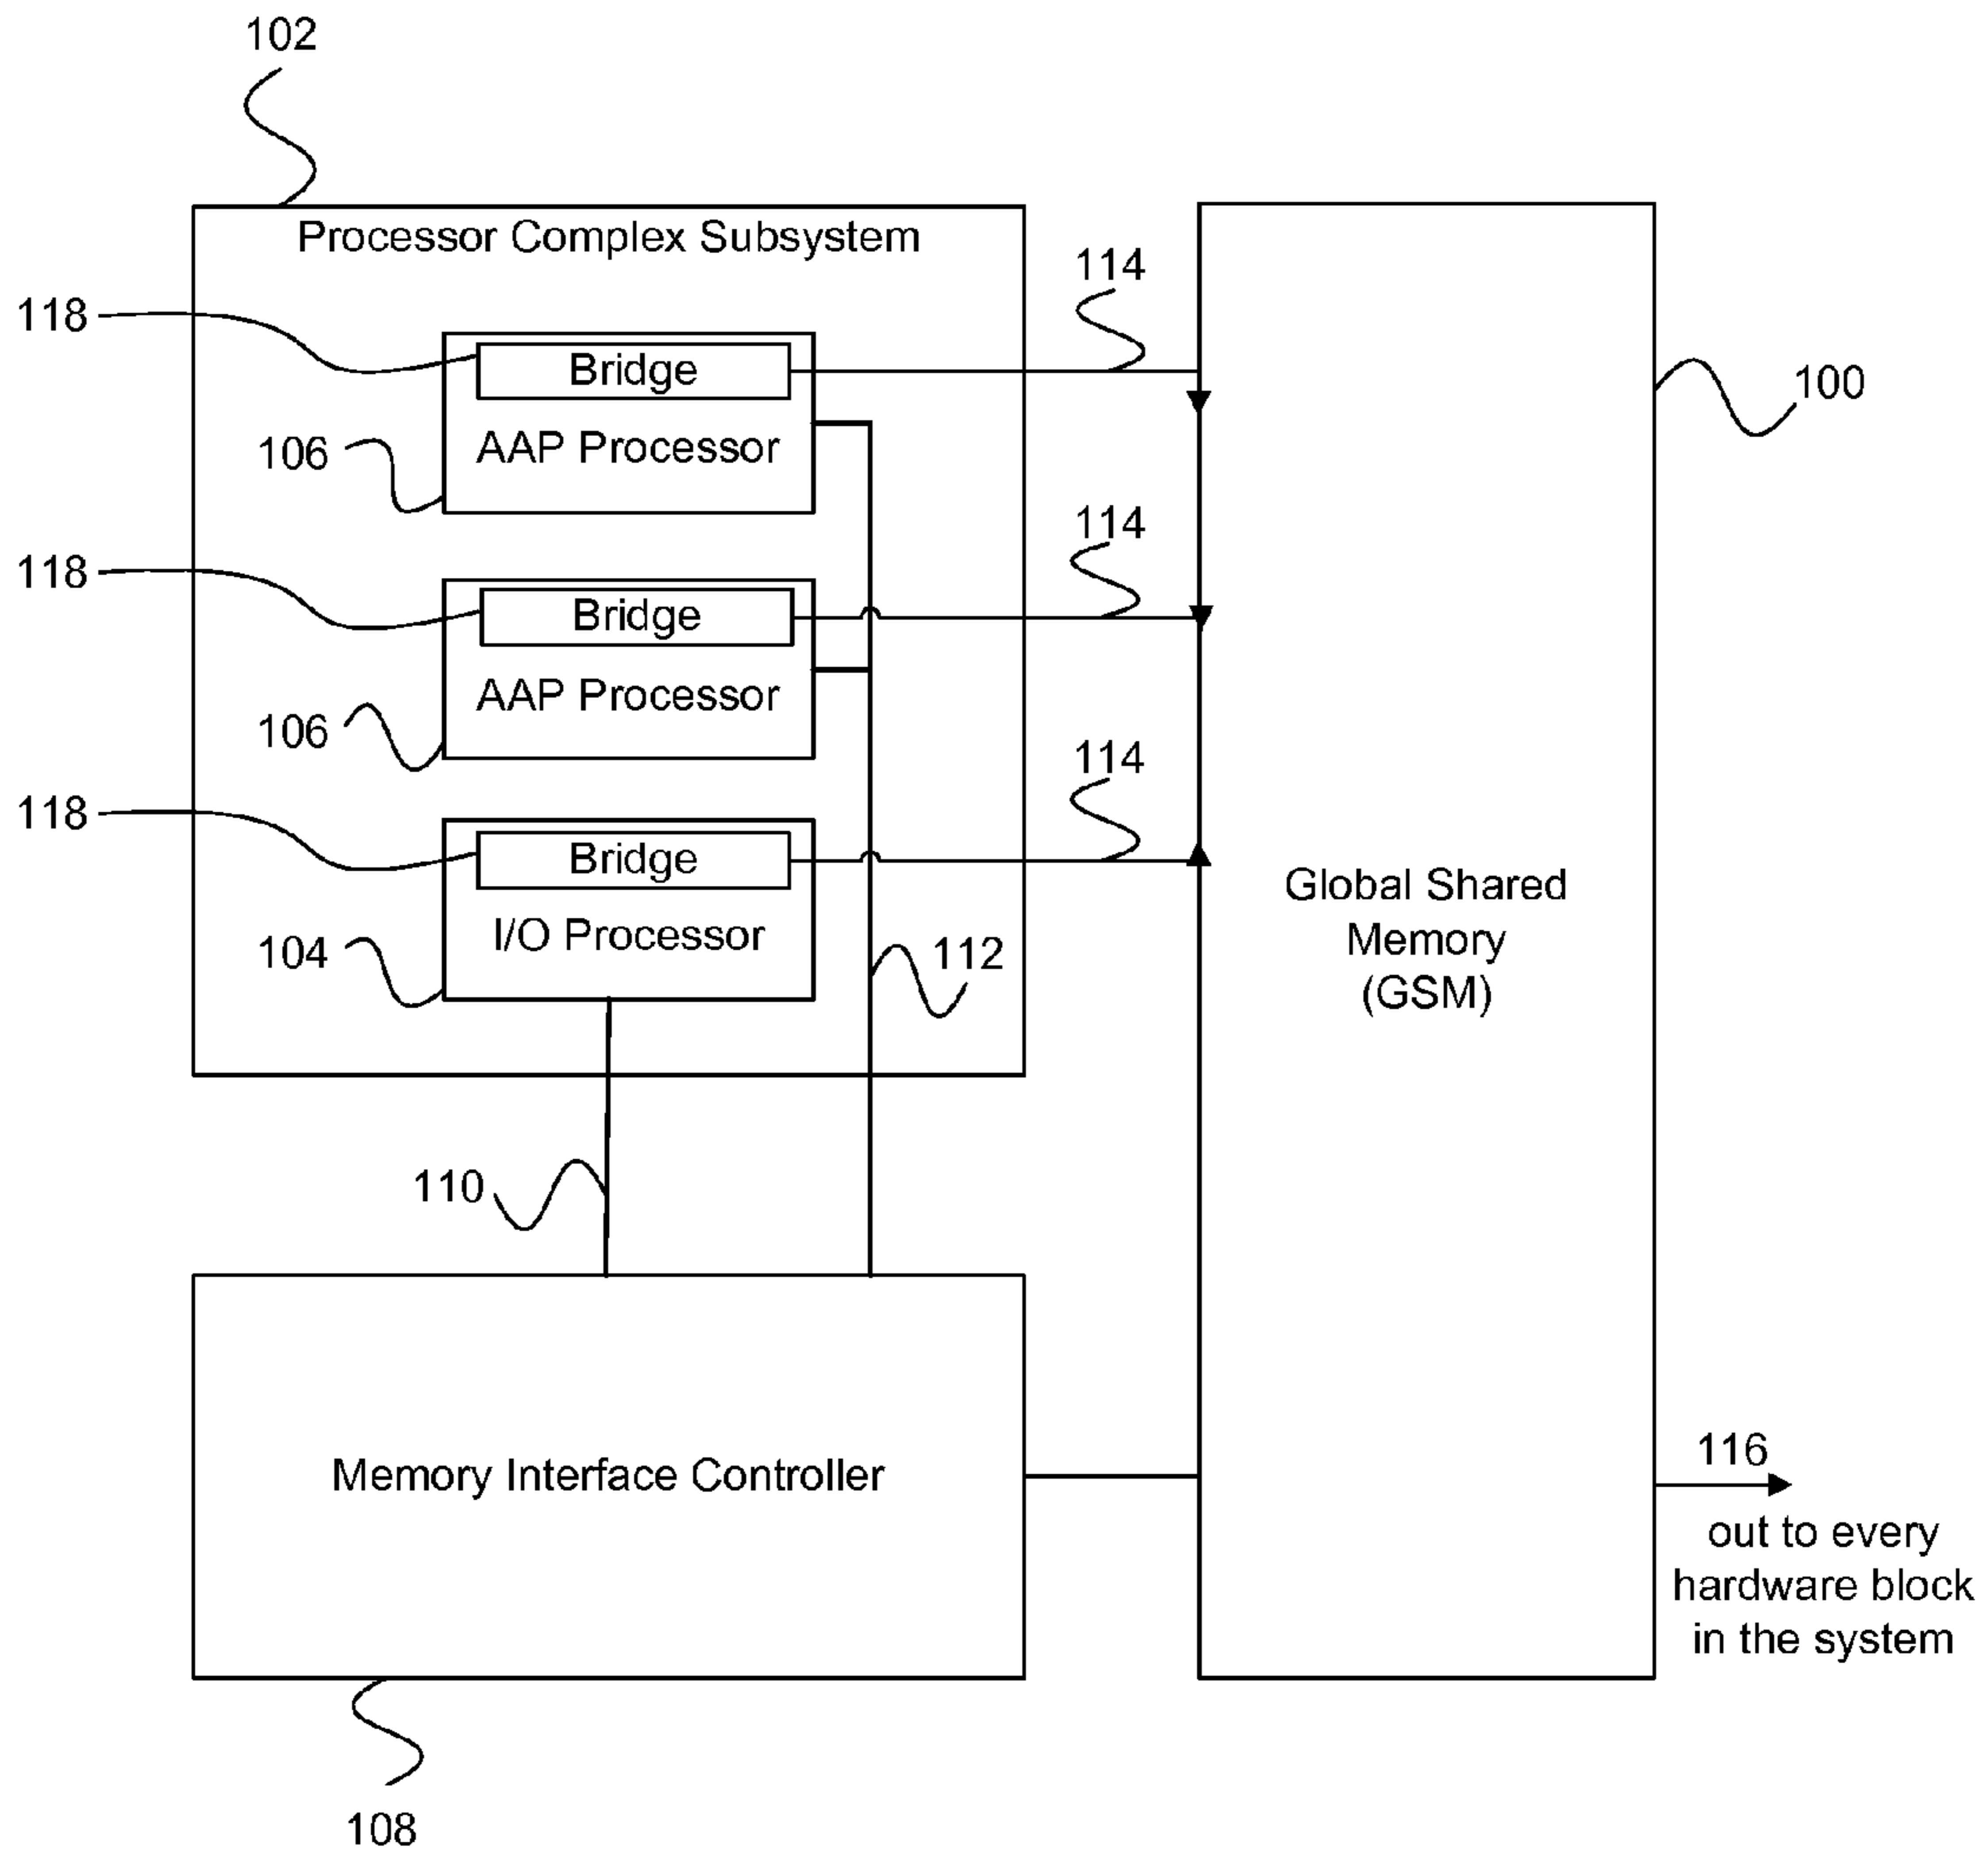 102
Processor Complex Subsystem
118
Bridge
114
106
AAP Processor
100
118
Bridge
114
106
AAP Processor
118
Bridge
114
104
I/O Processor
112
Global Shared
Memory
(GSM)
110
Memory Interface Controller
116
out to every
hardware block
in the system
108